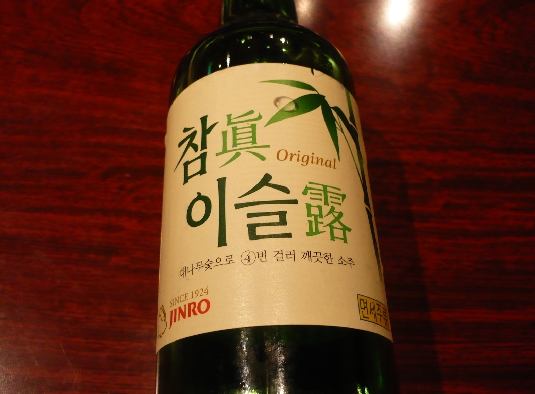 참眞
Original
이슬露
대나무숯으로 ④번 걸러 깨끗한 소주
SINCE 1924
JINRO